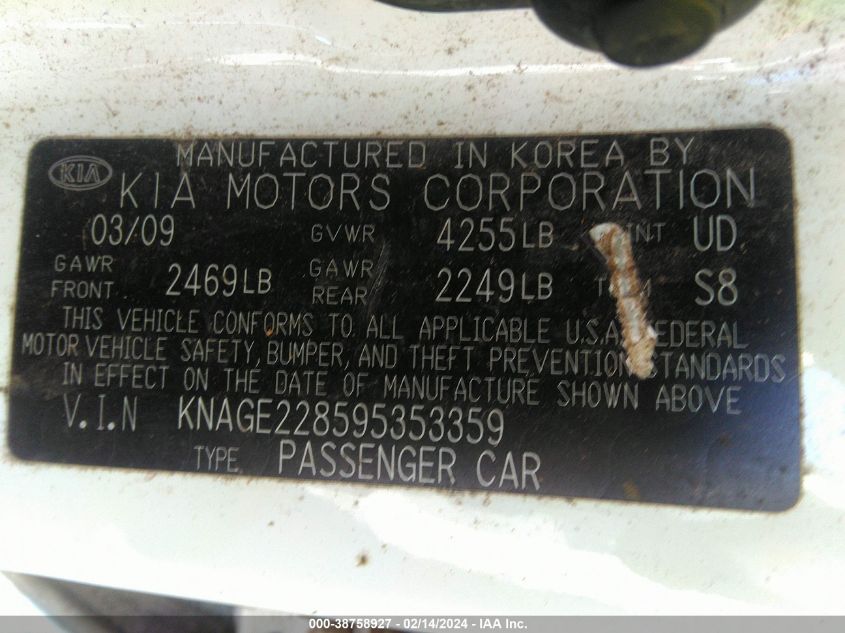 MANUFACTURED IN KOREA BY
KIA KIA MOTORS CORPORATION
03/09 GVWR 4255LB INT UD
GAWR FRONT 2469LB GAWR REAR 2249LB S8
THIS VEHICLE CONFORMS TO ALL APPLICABLE U.S.A. FEDERAL
MOTOR VEHICLE SAFETY, BUMPER, AND THEFT PREVENTION STANDARDS
IN EFFECT ON THE DATE OF MANUFACTURE SHOWN ABOVE
V.I.N KNAGE228595353359
TYPE PASSENGER CAR
000-38758927 - 02/14/2024 - IAA Inc.